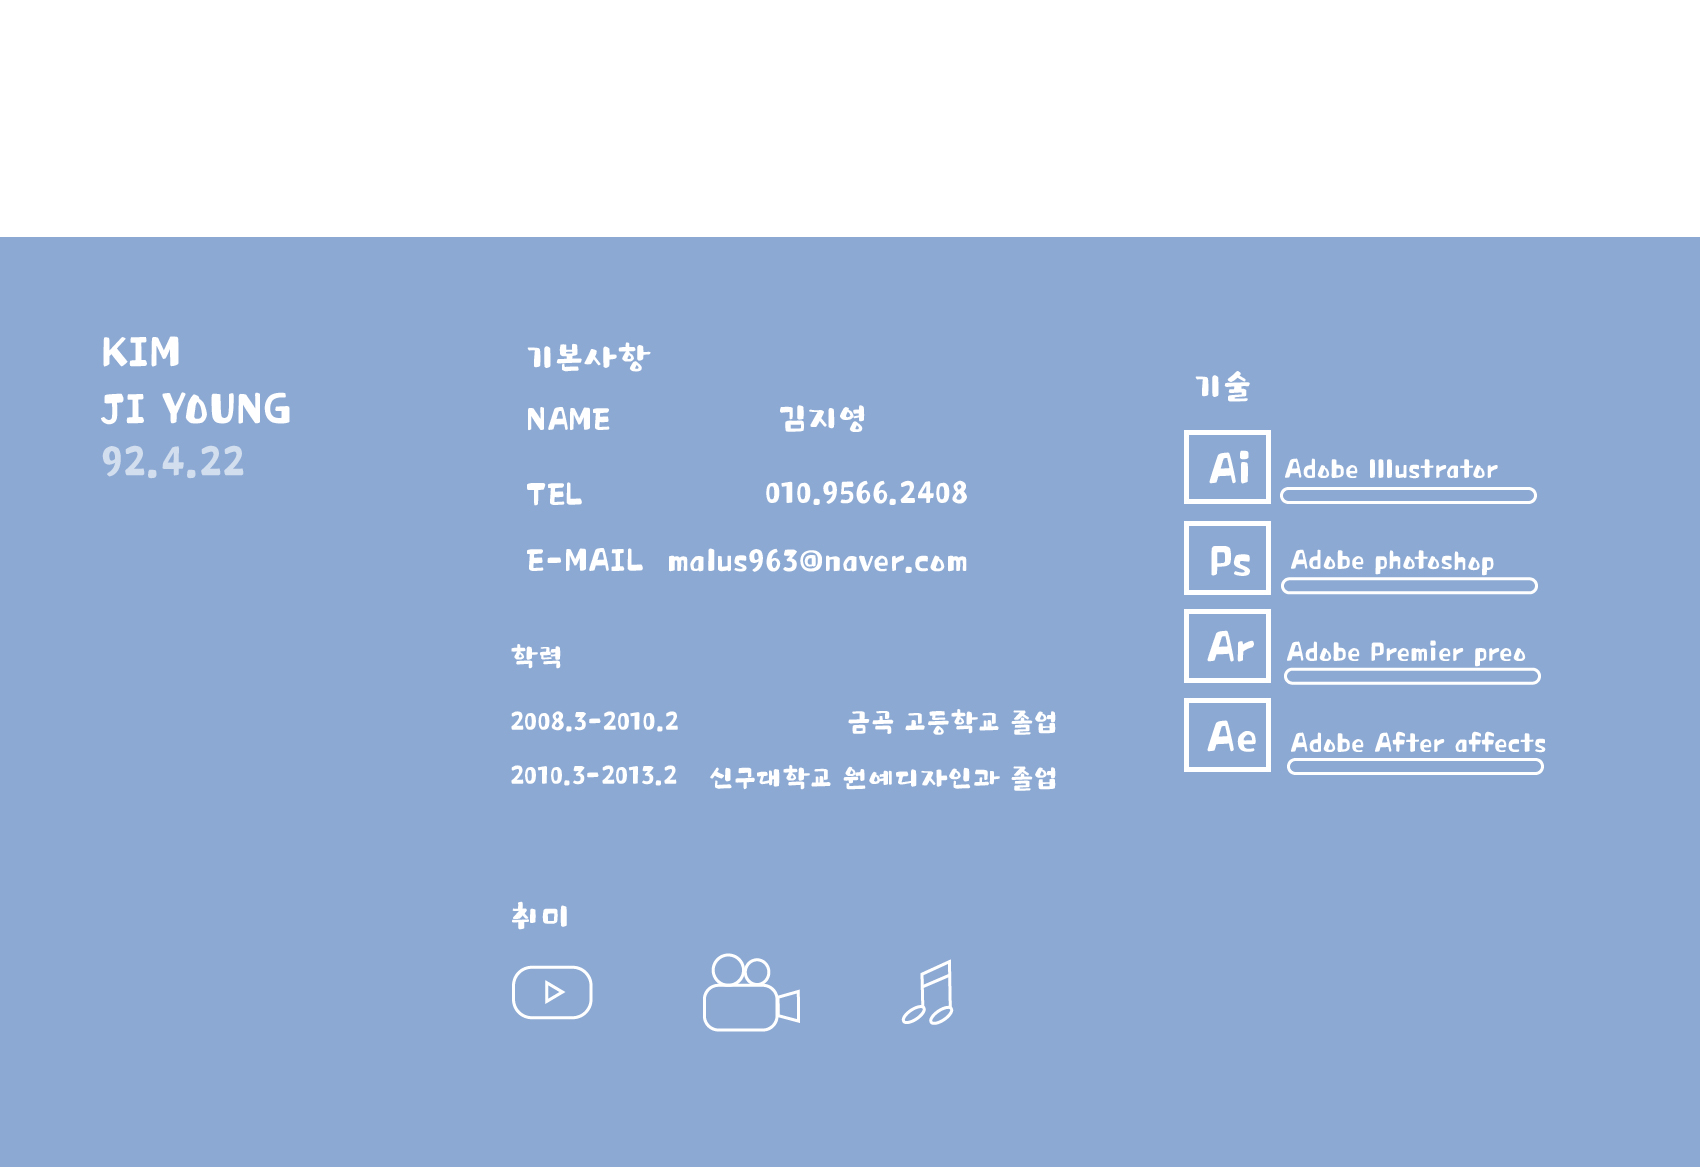 KIM
JI YOUNG
92.4.22
기본사항
NAME 김지영
TEL 010.9566.2408
E-MAIL malus963@naver.com
학력
2008.3-2010.2 금곡 고등학교 졸업
2010.3-2013.2 신구대학교 원예디자인과 졸업
취미
기술
Ai Adobe Illustrator
Ps Adobe photoshop
Ar Adobe Premier preo
Ae Adobe After affects